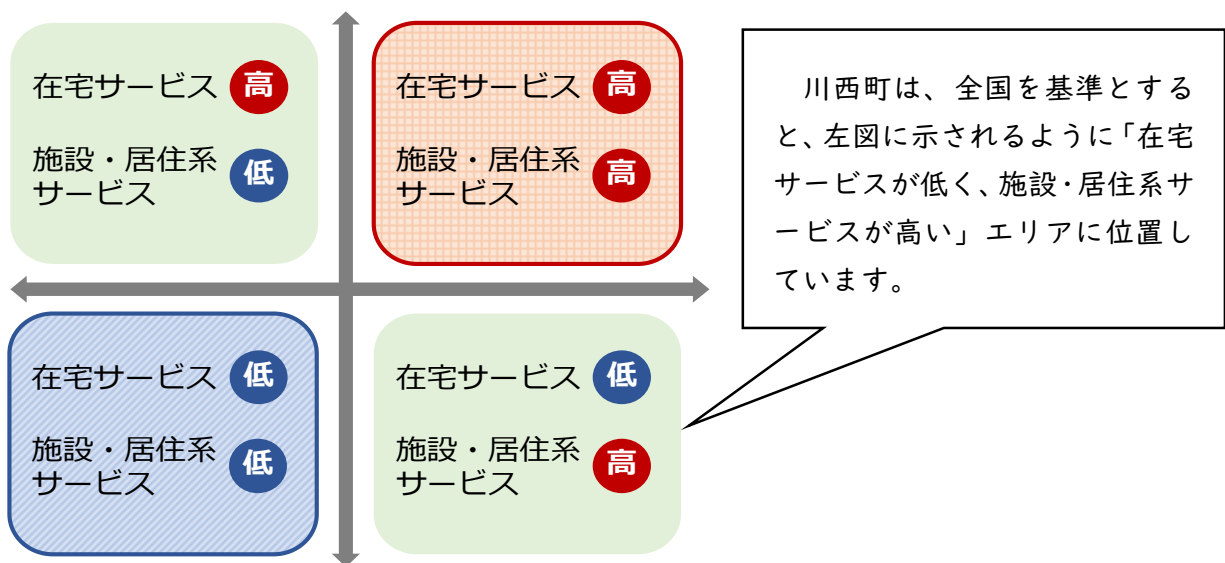 在宅サービス 高
施設・居住系
サービス
低
在宅サービス 高
施設・居住系
サービス
高
在宅サービス 低
施設・居住系
サービス
低
在宅サービス 低
施設・居住系
サービス
高
川西町は、全国を基準とする
と、左図に示されるように「在宅
サービスが低く、施設・居住系サ
ービスが高い」エリアに位置し
ています。